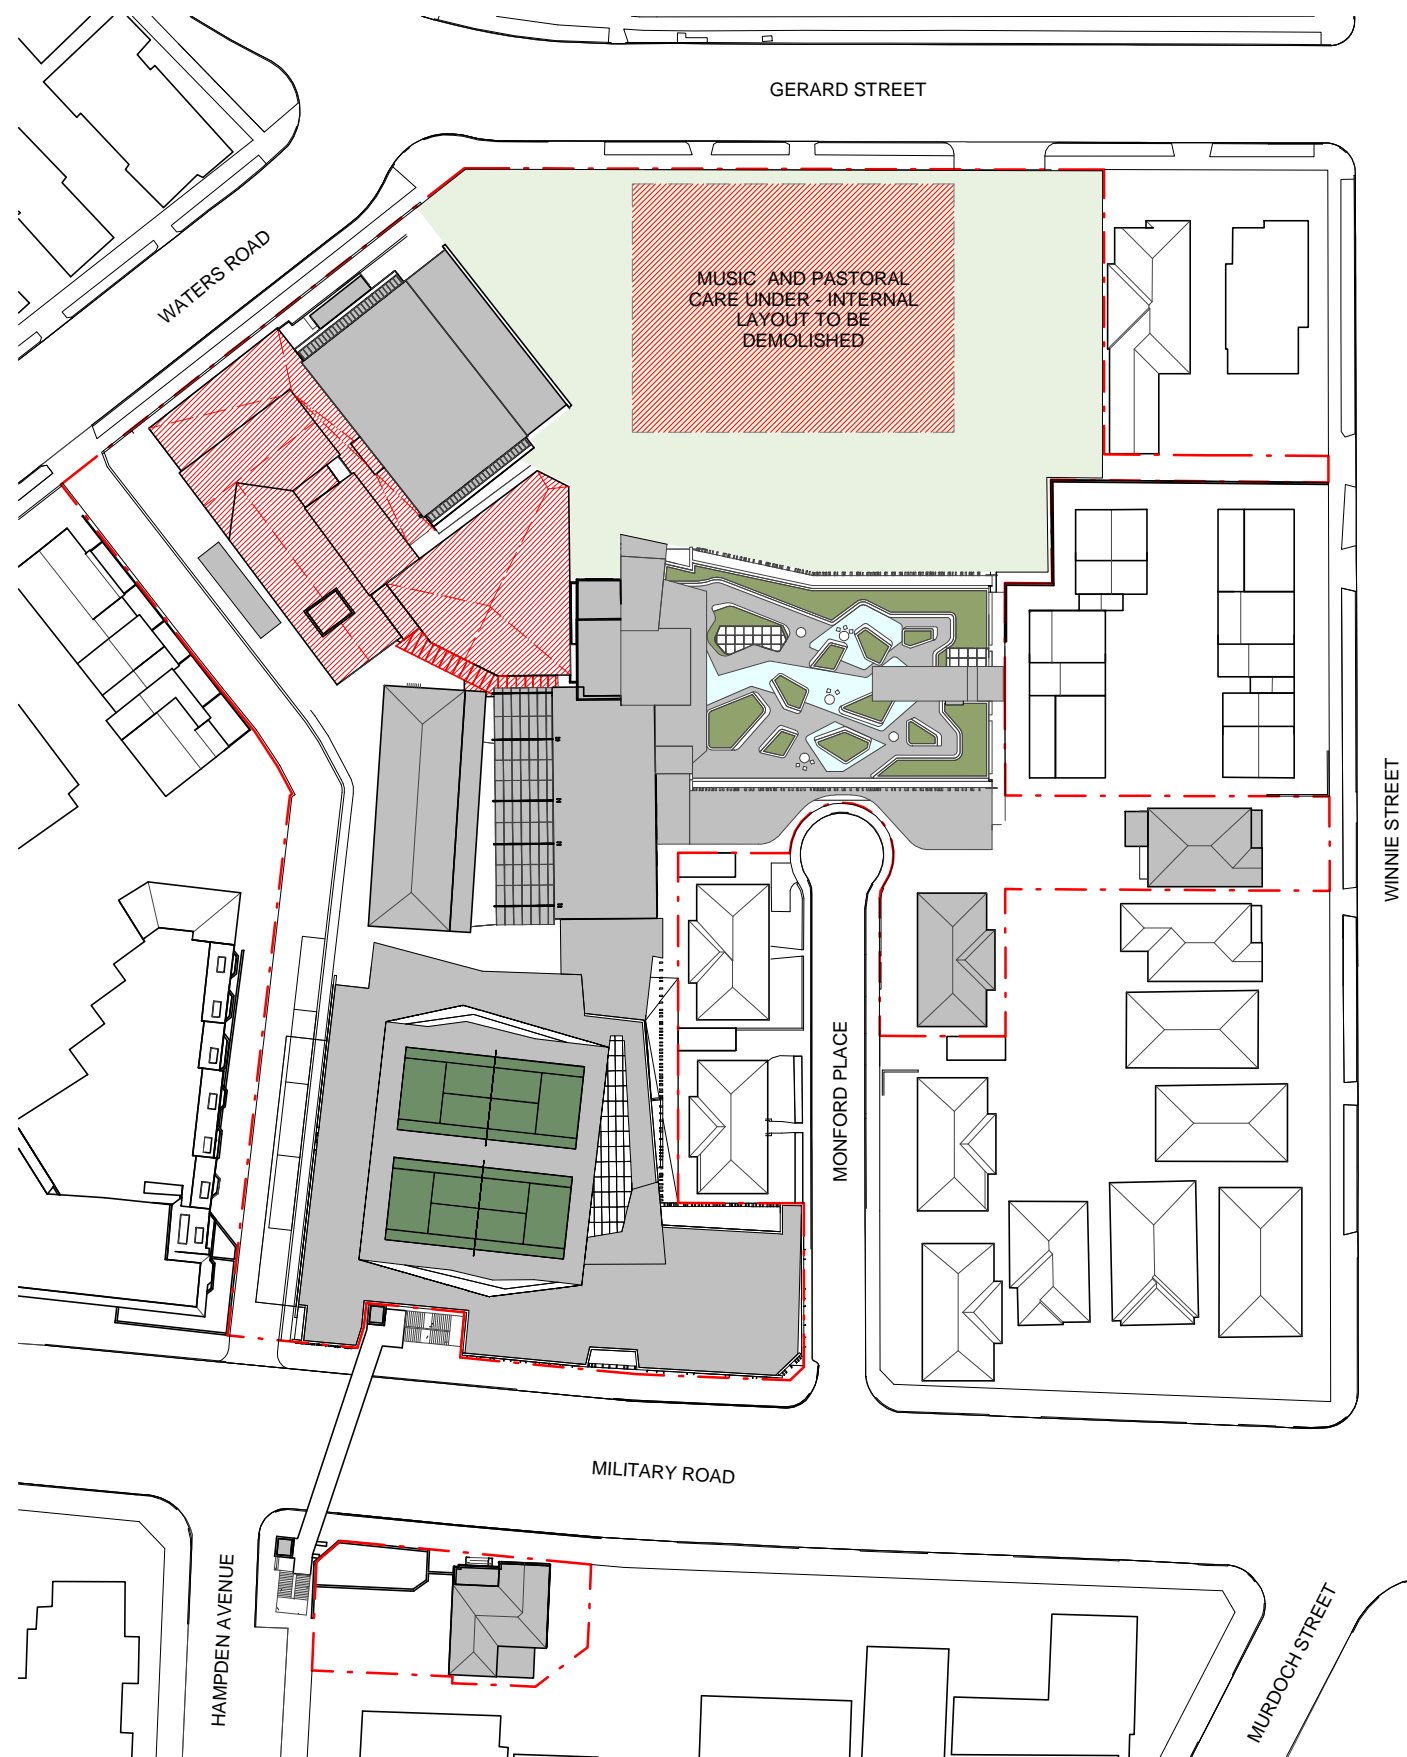 GERARD STREET
WATERS ROAD
MUSIC AND PASTORAL
CARE UNDER - INTERNAL
LAYOUT TO BE
DEMOLISHED
WINNIE STREET
MONFORD PLACE
MILITARY ROAD
HAMPDEN AVENUE
MURDOCH STREET